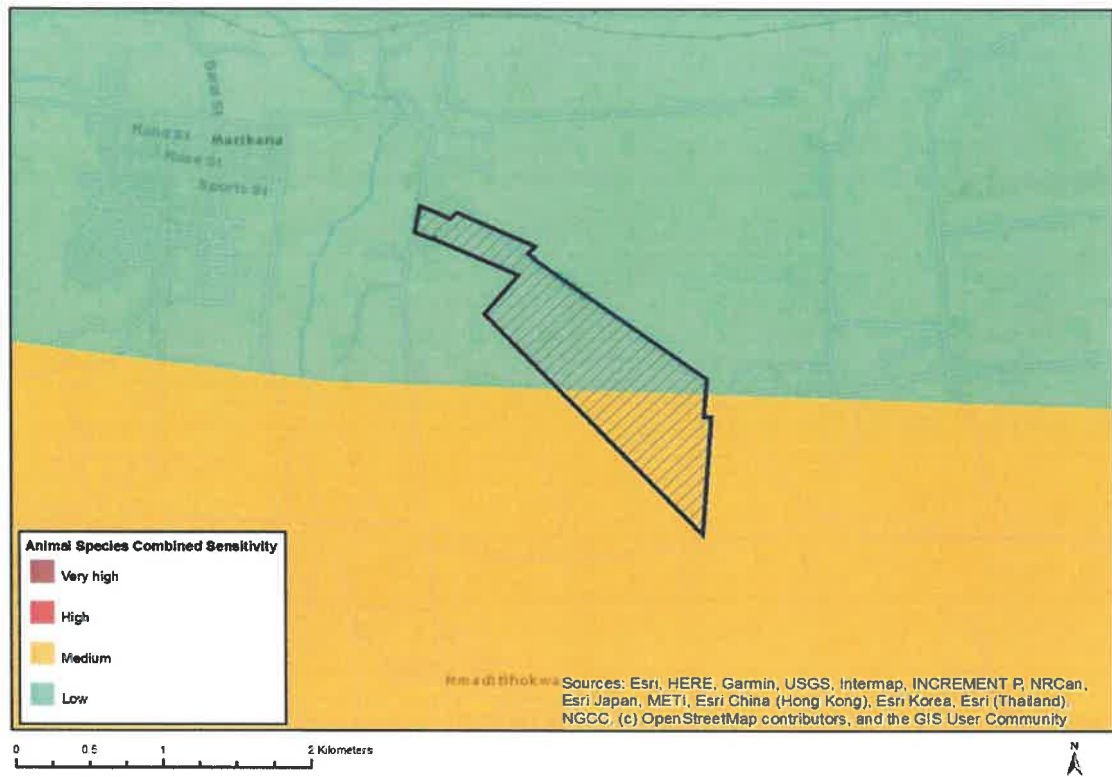 Marikana
Sports St
Animal Species Combined Sensitivity
Very high
High
Medium
Low
Sources: Esri, HERE, Garmin, USGS, Intermap, INCREMENT P, NRCan,
Esri Japan, METI, Esri China (Hong Kong), Esri Korea, Esri (Thailand),
NGCC, (c) OpenStreetMap contributors, and the GIS User Community
0 0.5 1 2 Kilometers
N